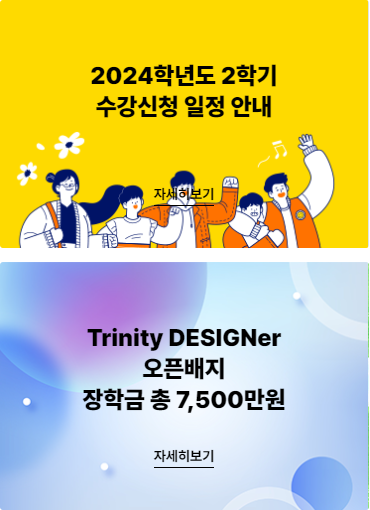 2024학년도 2학기
수강신청 일정 안내
자세히보기
Trinity DESIGNer
오픈배지
장학금 총 7,500만원
자세히보기